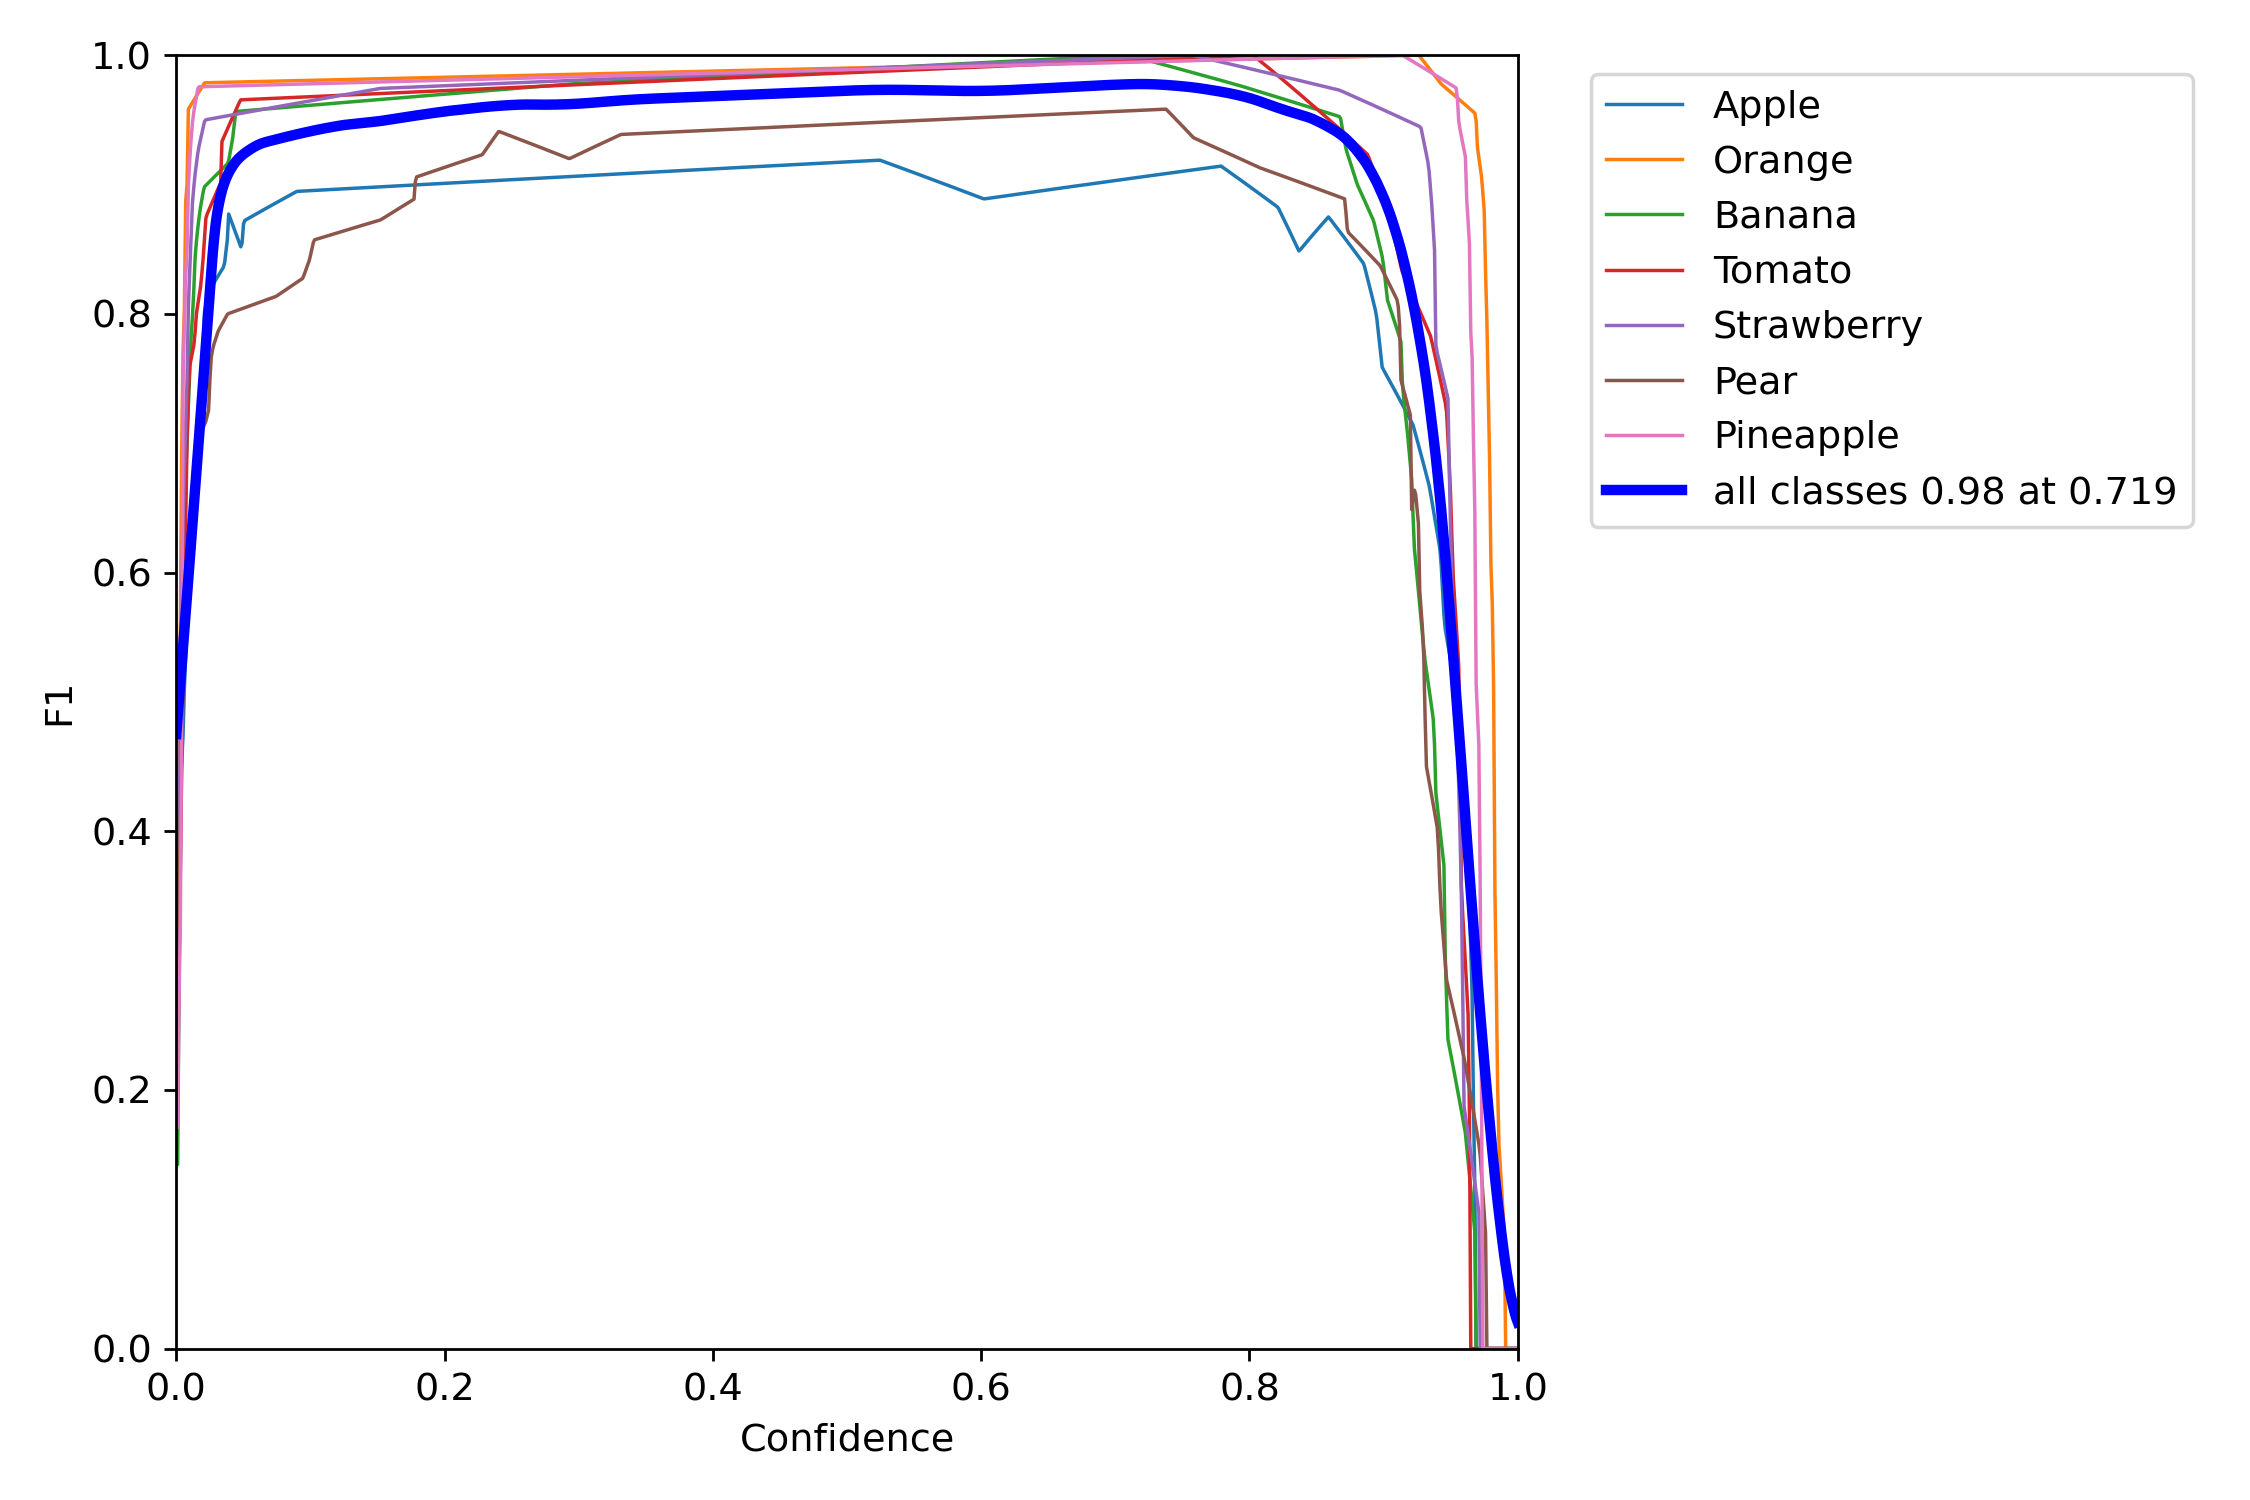 1.0
0.8
0.6
0.4
0.2
0.0
F1
0.0 0.2 0.4 0.6 0.8 1.0
Confidence
Apple
Orange
Banana
Tomato
Strawberry
Pear
Pineapple
all classes 0.98 at 0.719